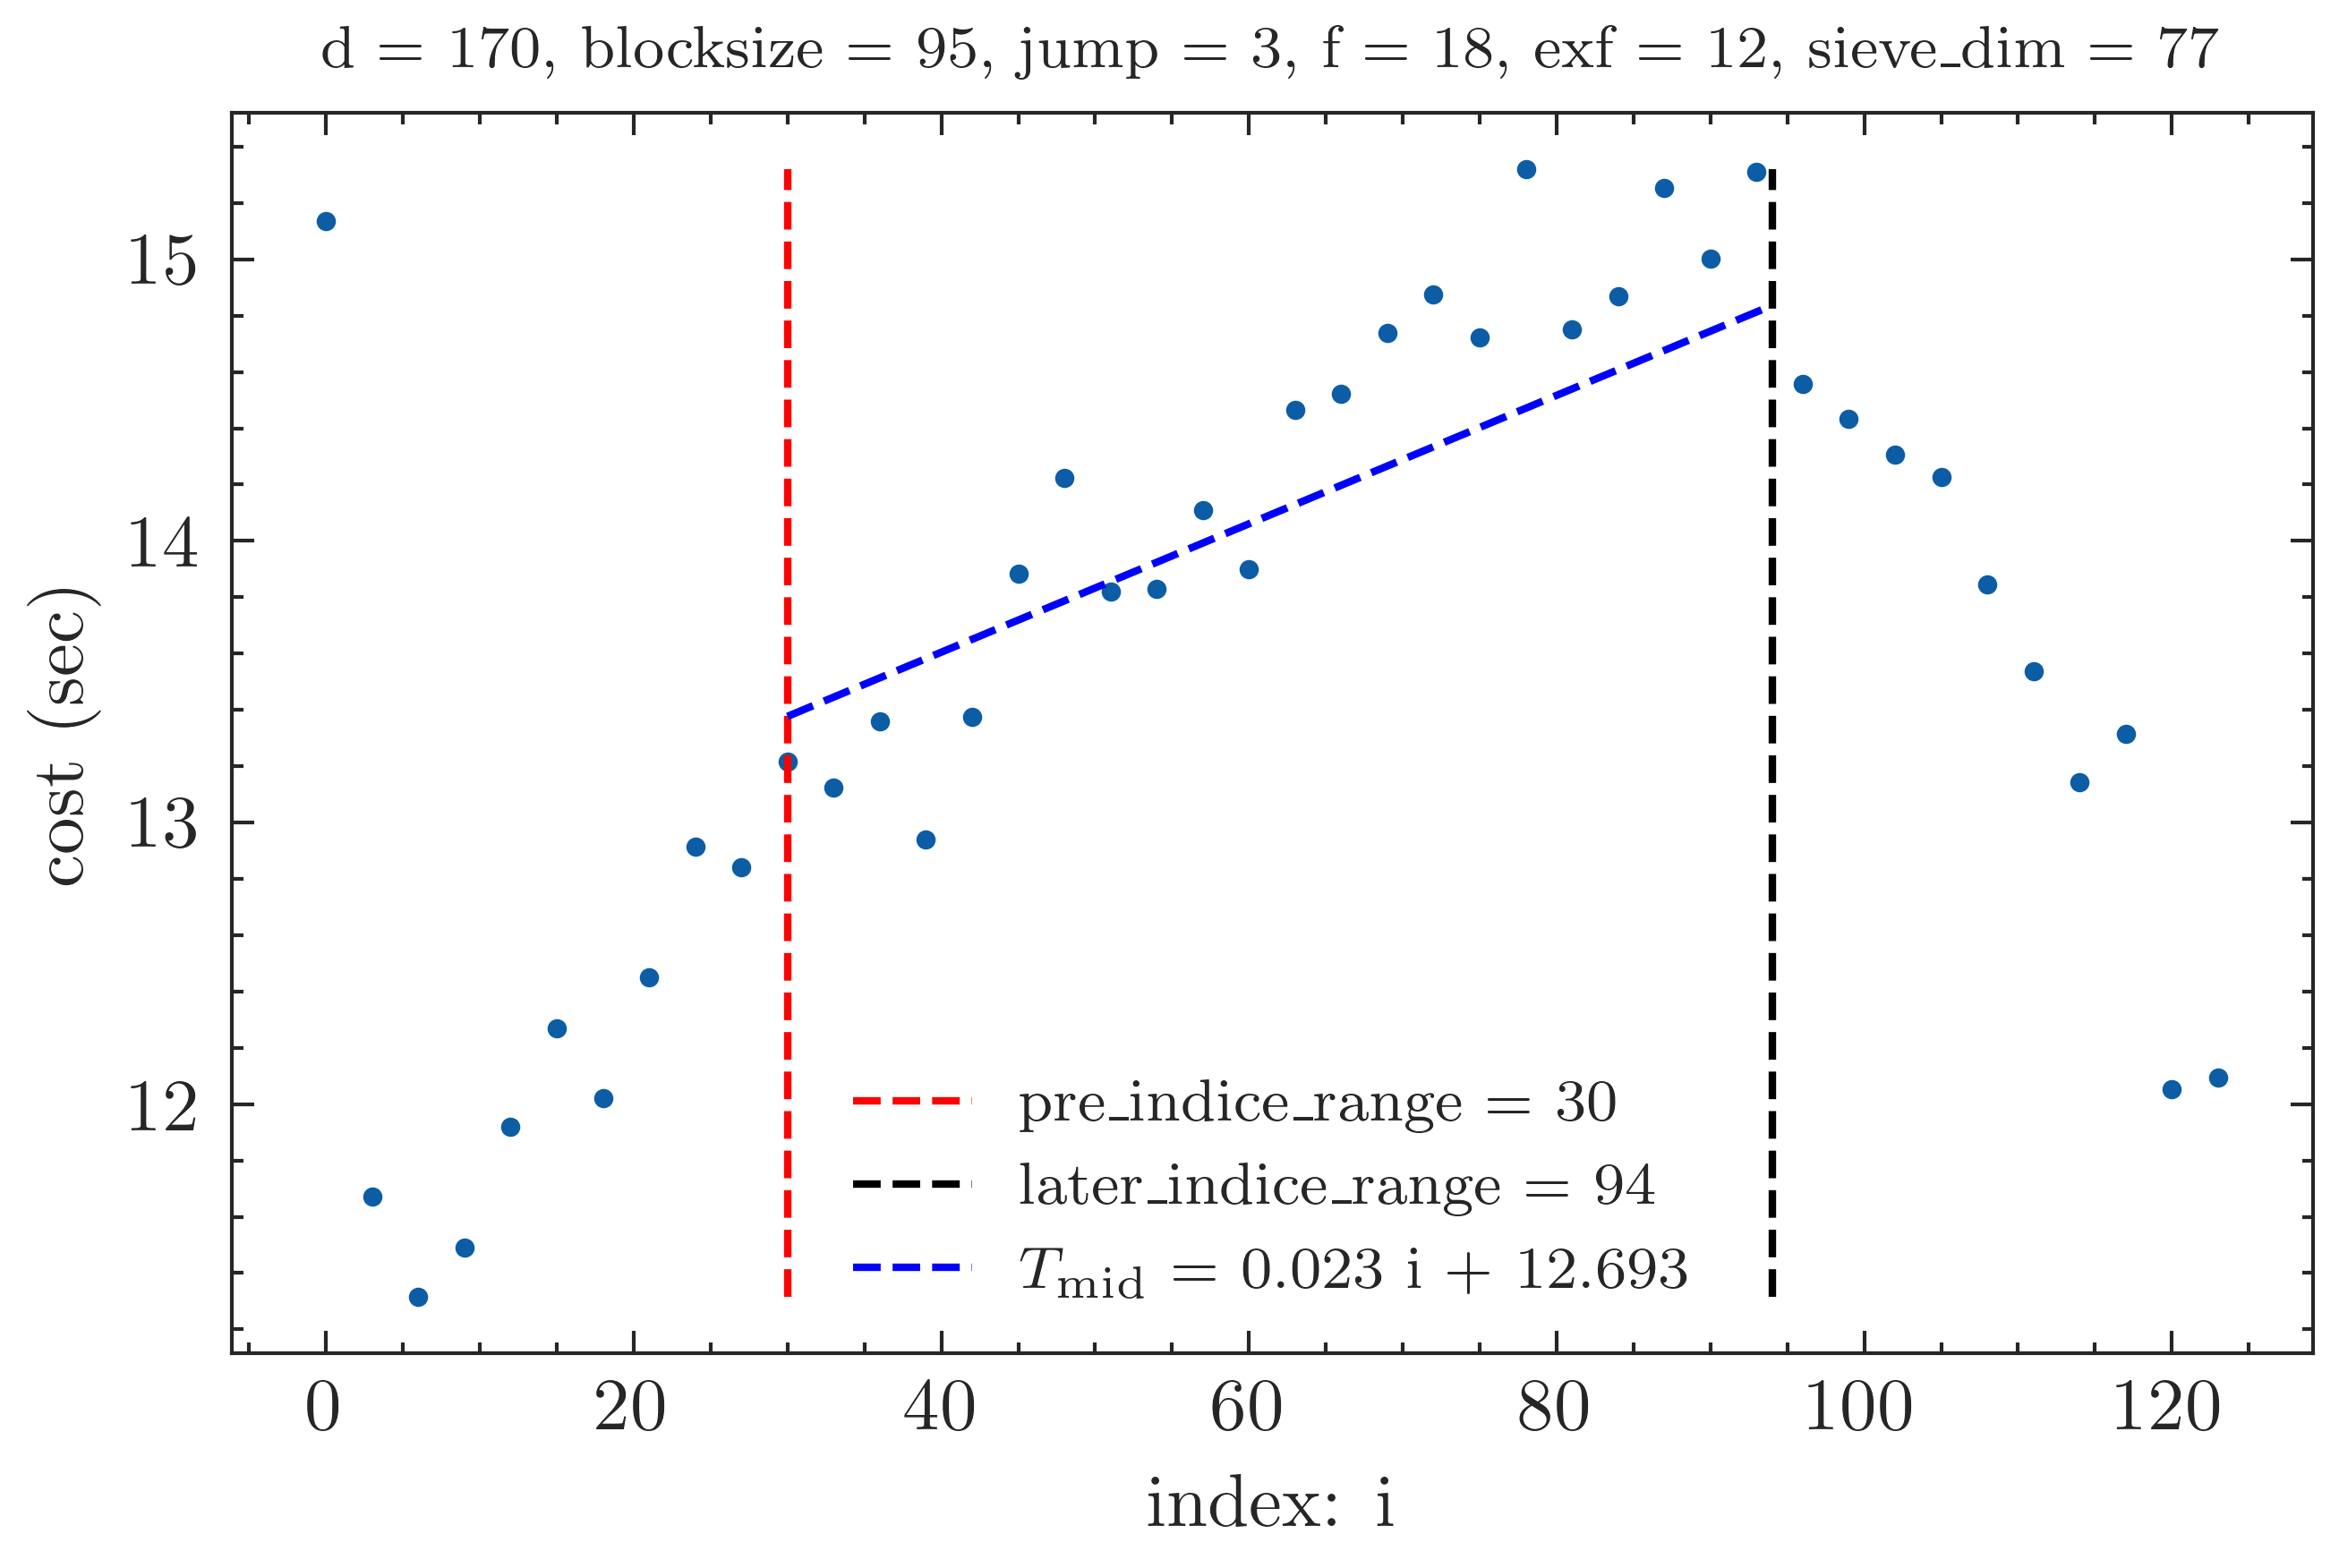 d = 170, blocksize = 95, jump = 3, f = 18, exf = 12, sieve_dim = 77
cost (sec)
15
14
13
12
pre_indice_range = 30
later_indice_range = 94
T_mid = 0.023 i + 12.693
0 20 40 60 80 100 120
index: i